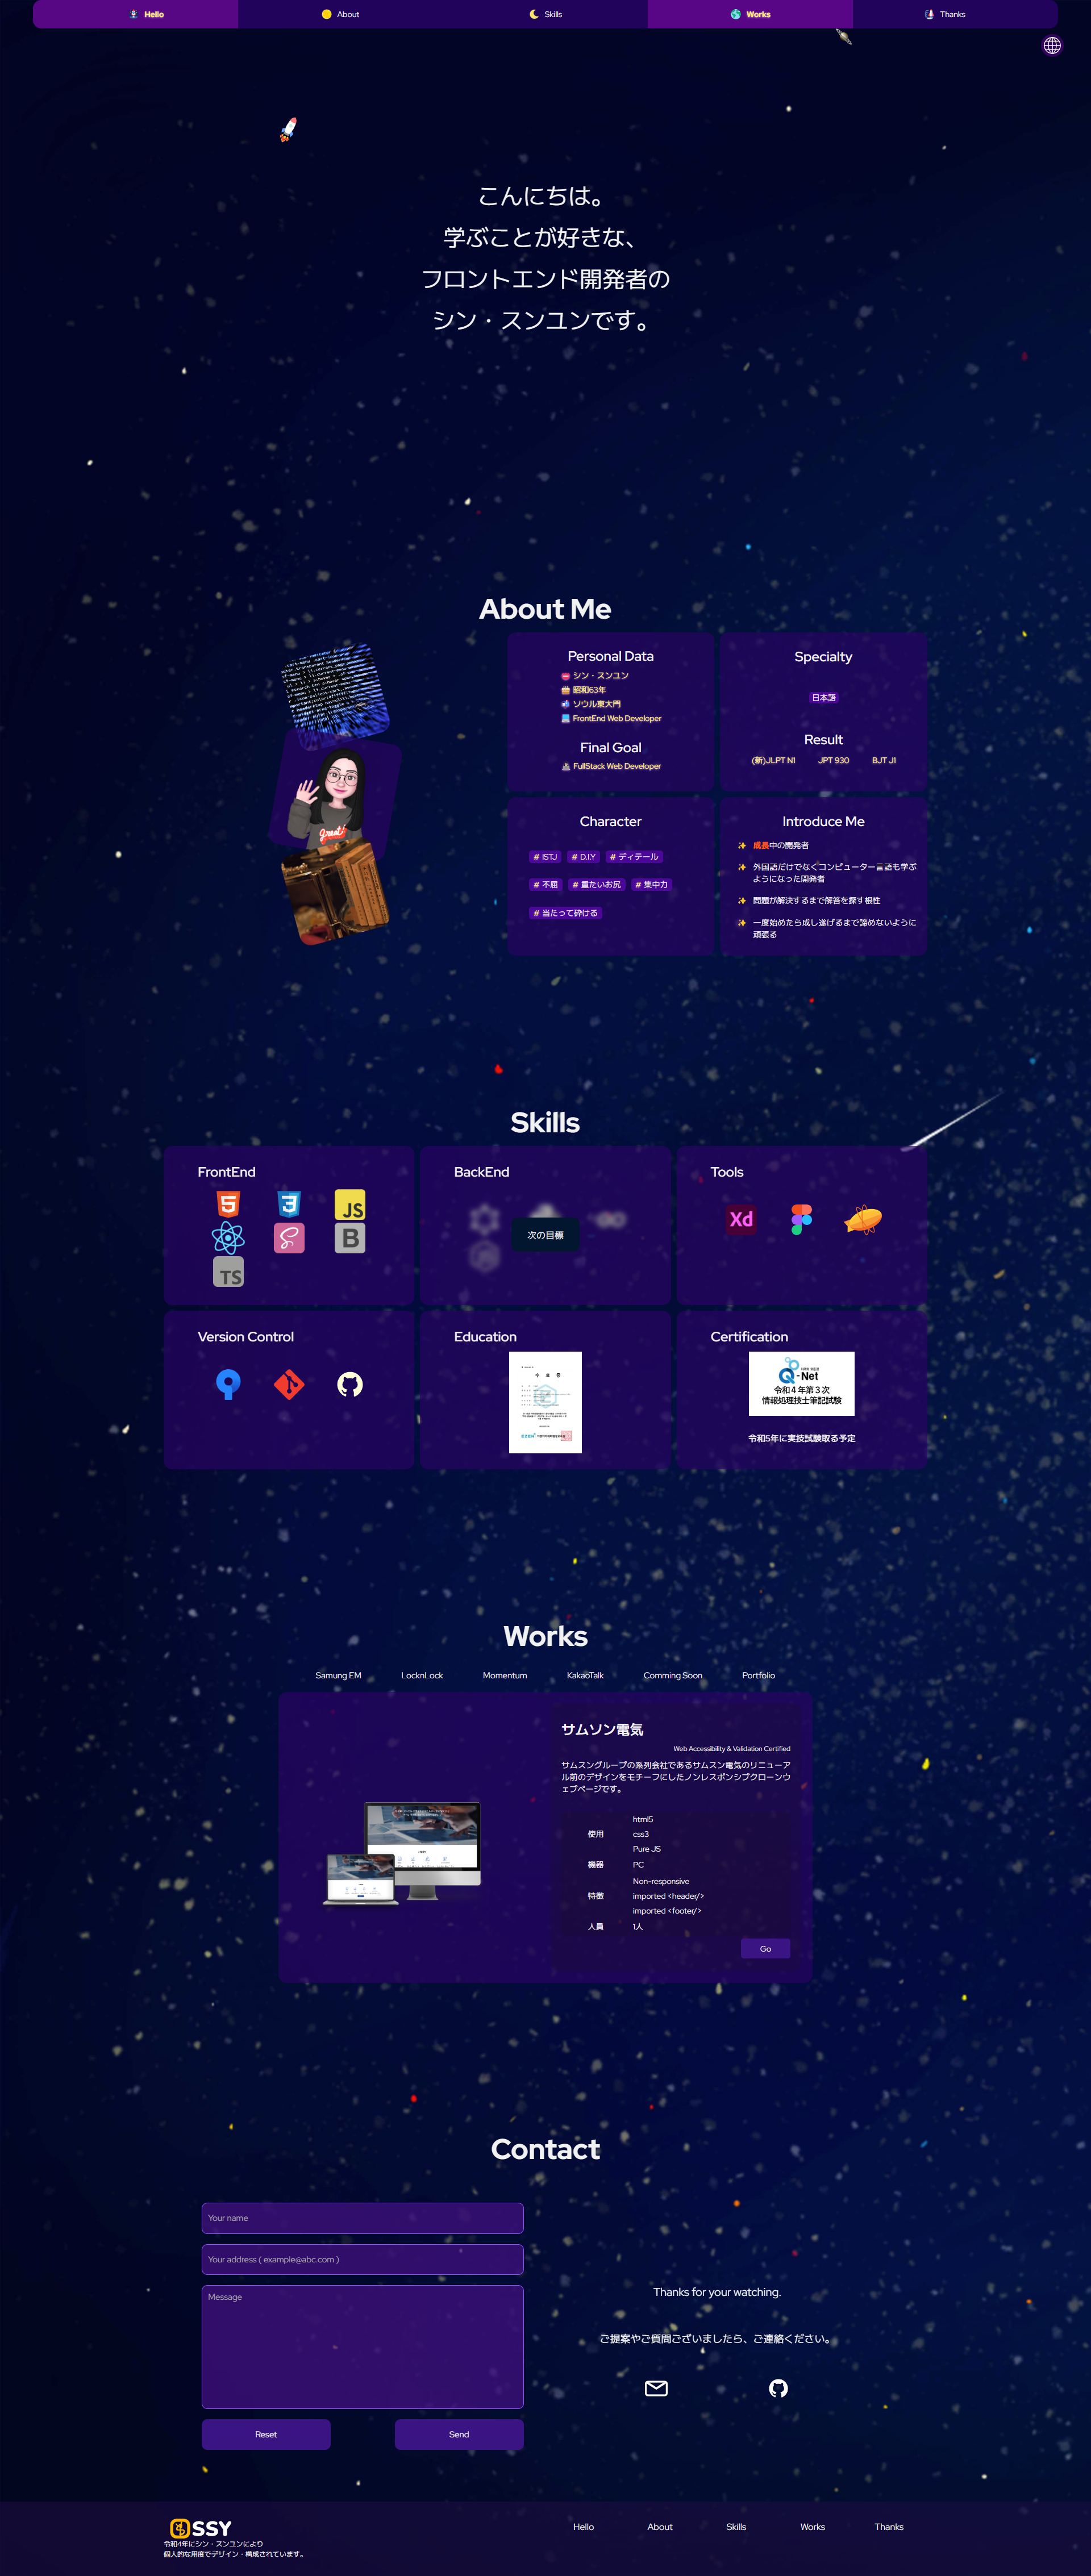 Hello
About
Skills
Works
Thanks
こんにちは。
学ぶことが好きな、
フロントエンド開発者の
シン・スンユンです。
About Me
Personal Data
シン・スンユン
昭和63年
ソウル東大門
FrontEnd Web Developer
Final Goal
FullStack Web Developer
Specialty
日本語
Result
(新)JLPT N1 JPT 930 BJT J1
Character
# ISTJ # D.I.Y # ディテール
# 不屈 # 重たいお尻 # 集中力
# 当たって砕ける
Introduce Me
成長中の開発者
外国語だけでなくコンピューター言語も学ぶ
ようになった開発者
問題が解決するまで解答を探す根性
一度始めたら成し遂げるまで諦めないように
頑張る
great!
Skills
FrontEnd
5
3
JS
B
TS
BackEnd
次の目標
Tools
Xd
Version Control
Education
Certification
Q-Net
令和４年第３次
情報処理技士筆記試験
令和5年に実技試験取る予定
Works
Samung EM LocknLock Momentum KakaoTalk Comming Soon Portfolio
サムソン電気
Web Accessibility & Validation Certified
サムスングループの系列会社であるサムスン電気のリニューア
ル前のデザインをモチーフにしたノンレスポンシブクローンウ
ェブページです。
使用
html5
css3
Pure JS
機器 PC
特徴
Non-responsive
imported <header/>
imported <footer/>
人員 1人
Go
Contact
Your name
Your address ( example@abc.com )
Message
Reset
Send
Thanks for your watching.
ご提案やご質問ございましたら、ご連絡ください。
SSY
令和4年にシン・スンユンにより
個人的な用度でデザイン・構成されています。
Hello About Skills Works Thanks